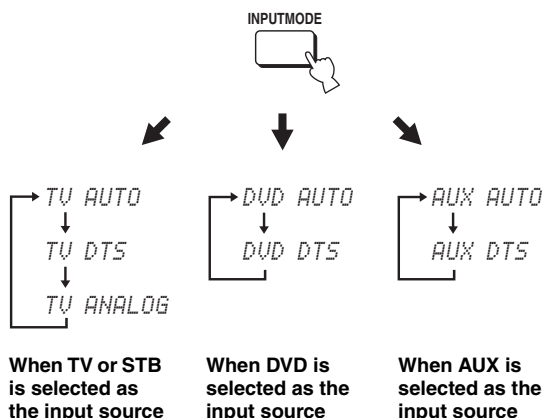 INPUTMODE
TV AUTO
TV DTS
TV ANALOG
DVD AUTO
DVD DTS
AUX AUTO
AUX DTS
When TV or STB
is selected as
the input source
When DVD is
selected as the
input source
When AUX is
selected as the
input source